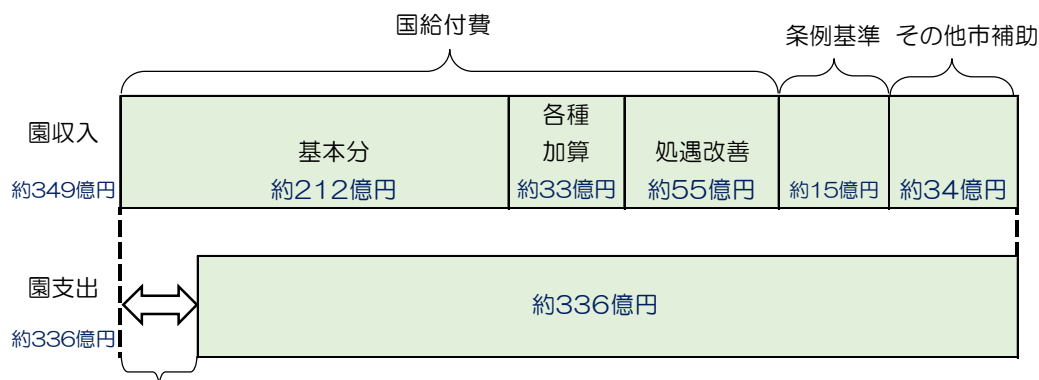 国給付費
条例基準 その他市補助
園収入
約349億円
基本分
約212億円
各種
加算
約33億円
処遇改善
約55億円
約15億円
約34億円
園支出
約336億円
約336億円